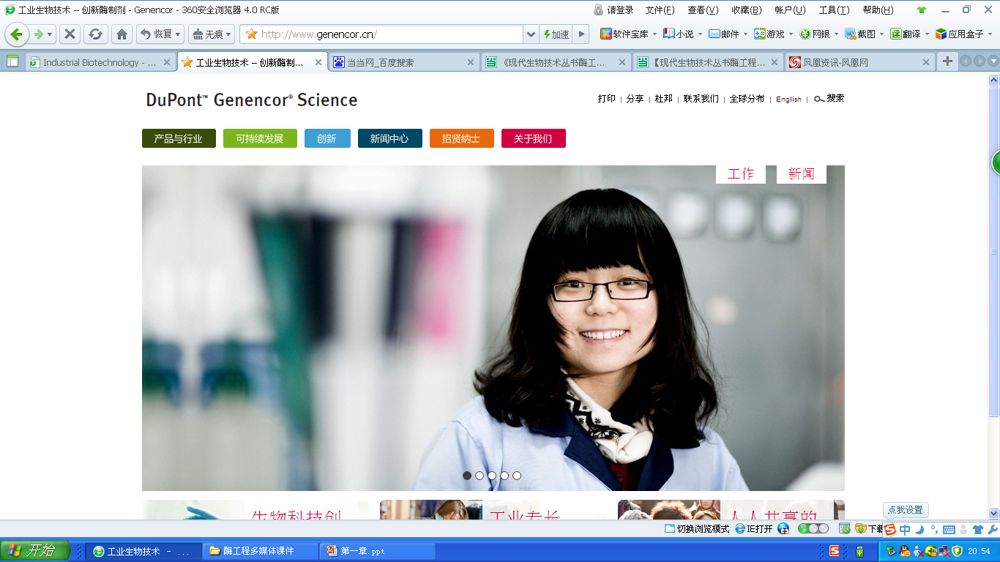 工业生物技术 – 创新酶制剂 - Genencor - 360安全浏览器 4.0 RC版
请登录 文件(F) 查看(V) 收藏(B) 帐户(U) 工具(T) 帮助(H)
恢复 无痕 http://www.genencor.cn/ 加速 软件宝库 小说 邮件 游戏 网银 截图 翻译 应用盒子
Industrial Biotechnology - ... 工业生物技术 – 创新酶制... 当当网_百度搜索 《现代生物技术丛书酶工... 【现代生物技术丛书酶工程... 凤凰资讯-凤凰网
DuPont™ Genencor® Science
打印 | 分享 | 杜邦 | 联系我们 | 全球分布 | English | 搜索
产品与行业 可持续发展 创新 新闻中心 招贤纳士 关于我们
工作 新闻
生物科技创 工业专长 人人共享的
点我设置
切换浏览模式 IE打开 下载 中
开始 工业生物技术 - ... 酶工程多媒体课件 第一章.ppt 20:54